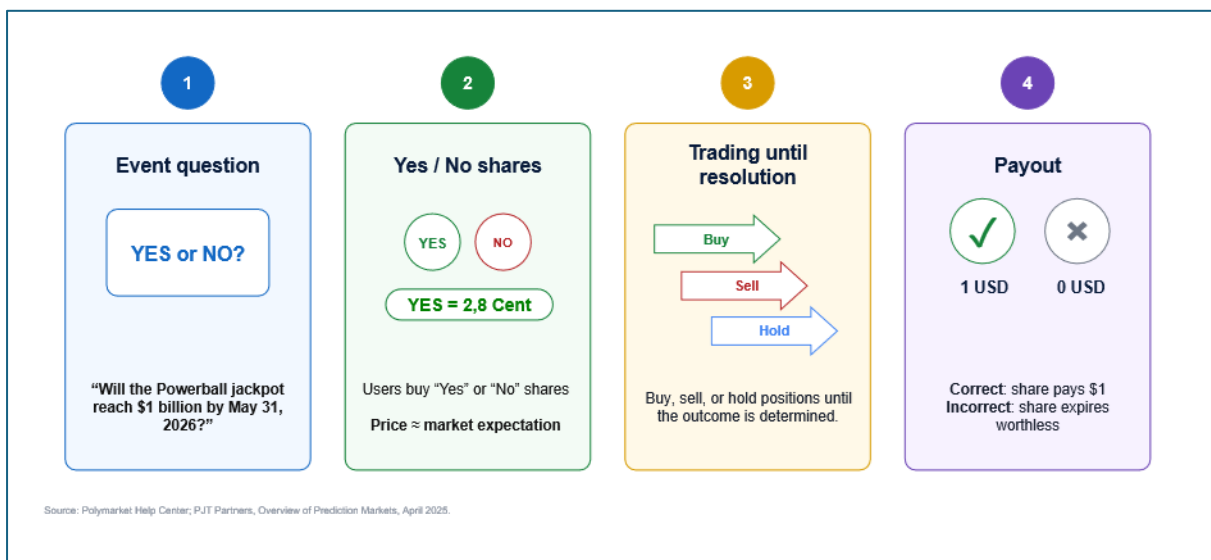 1
2
3
4
Event question
YES or NO?
“Will the Powerball jackpot
reach $1 billion by May 31,
2026?”
Yes / No shares
YES
NO
YES = 2,8 Cent
Users buy “Yes” or “No” shares
Price ≈ market expectation
Trading until
resolution
Buy
Sell
Hold
Buy, sell, or hold positions until
the outcome is determined.
Payout
1 USD
0 USD
Correct: share pays $1
Incorrect: share expires
worthless
Source: Polymarket Help Center; PJT Partners, Overview of Prediction Markets, April 2025.